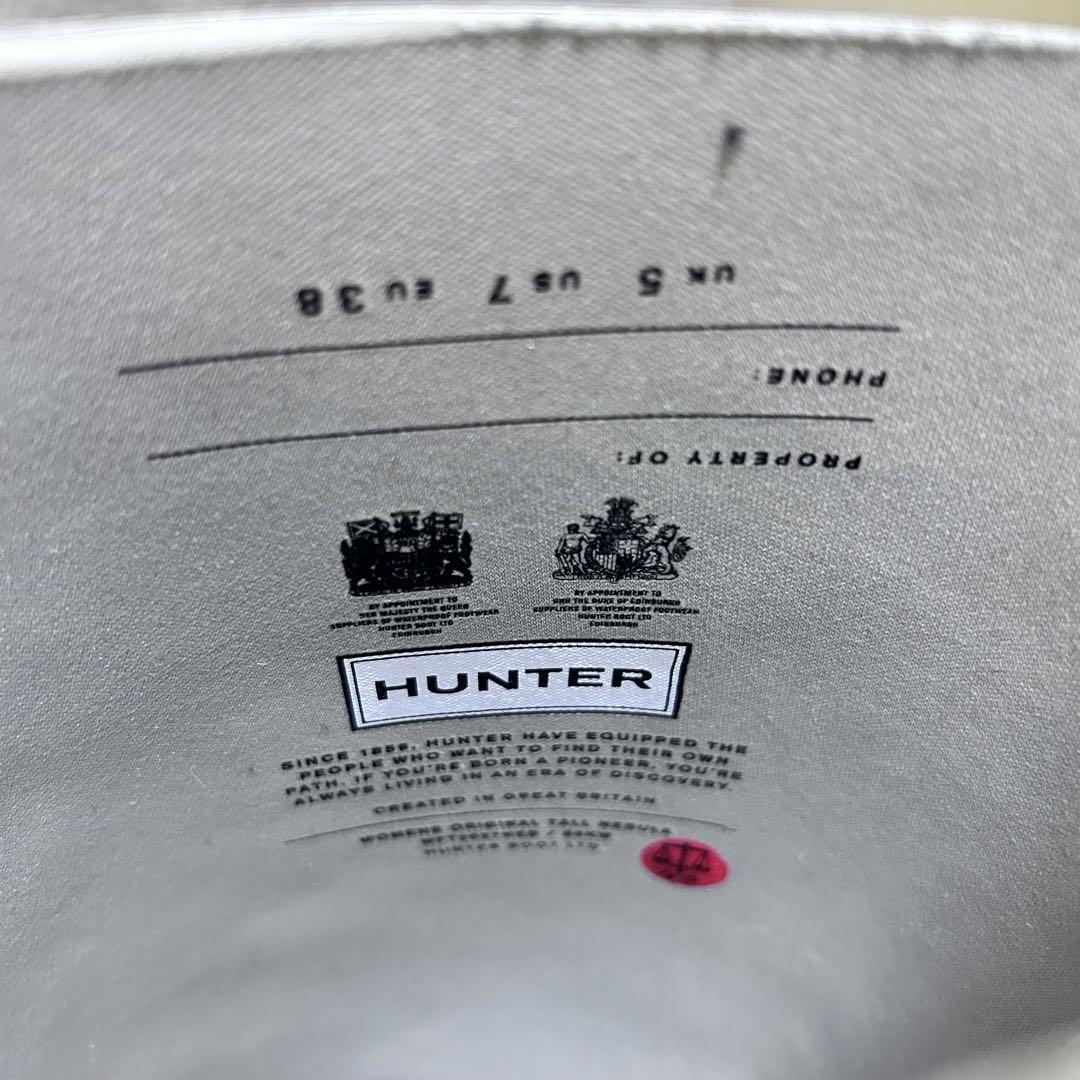 UK 5 US 7 EU 38
PHONE:
PROPERTY OF:
BY APPOINTMENT TO
HER MAJESTY THE QUEEN
SUPPLIERS OF WATERPROOF FOOTWEAR
HUNTER BOOT LTD
EDINBURGH
BY APPOINTMENT TO
HRH THE DUKE OF EDINBURGH
SUPPLIERS OF WATERPROOF FOOTWEAR
HUNTER BOOT LTD
EDINBURGH
HUNTER
SINCE 1856, HUNTER HAVE EQUIPPED THE
PEOPLE WHO WANT TO FIND THEIR OWN
PATH. IF YOU'RE BORN A PIONEER, YOU'RE
ALWAYS LIVING IN AN ERA OF DISCOVERY.
CREATED IN GREAT BRITAIN
WOMENS ORIGINAL TALL NEBULA
HUNTER BOOT LTD